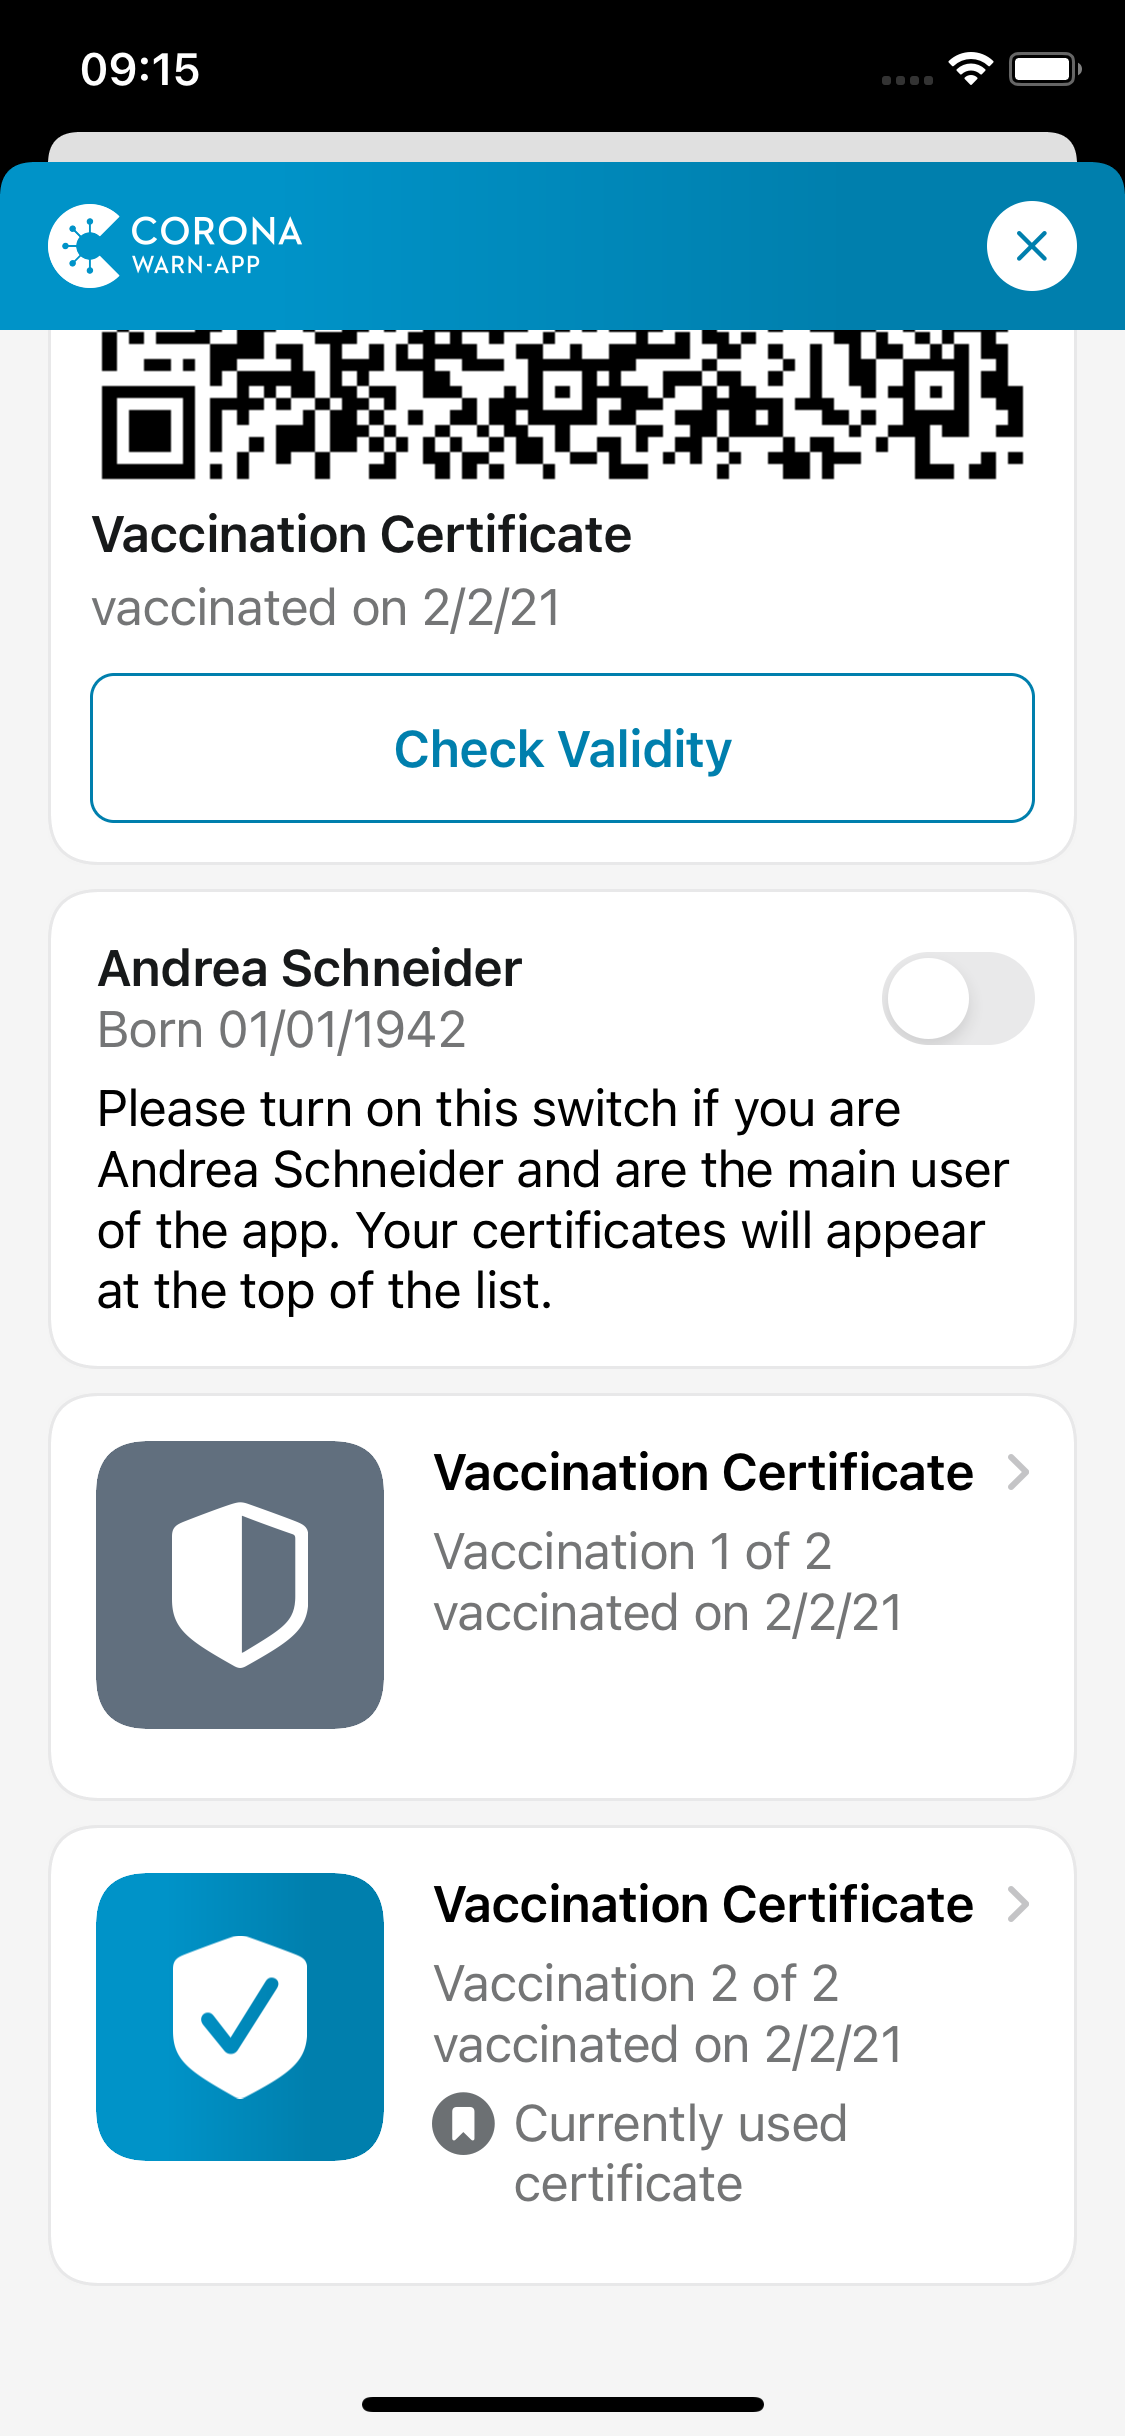 09:15
CORONA
WARN-APP
Vaccination Certificate
vaccinated on 2/2/21
Check Validity
Andrea Schneider
Born 01/01/1942
Please turn on this switch if you are
Andrea Schneider and are the main user
of the app. Your certificates will appear
at the top of the list.
Vaccination Certificate
Vaccination 1 of 2
vaccinated on 2/2/21
Vaccination Certificate
Vaccination 2 of 2
vaccinated on 2/2/21
Currently used
certificate